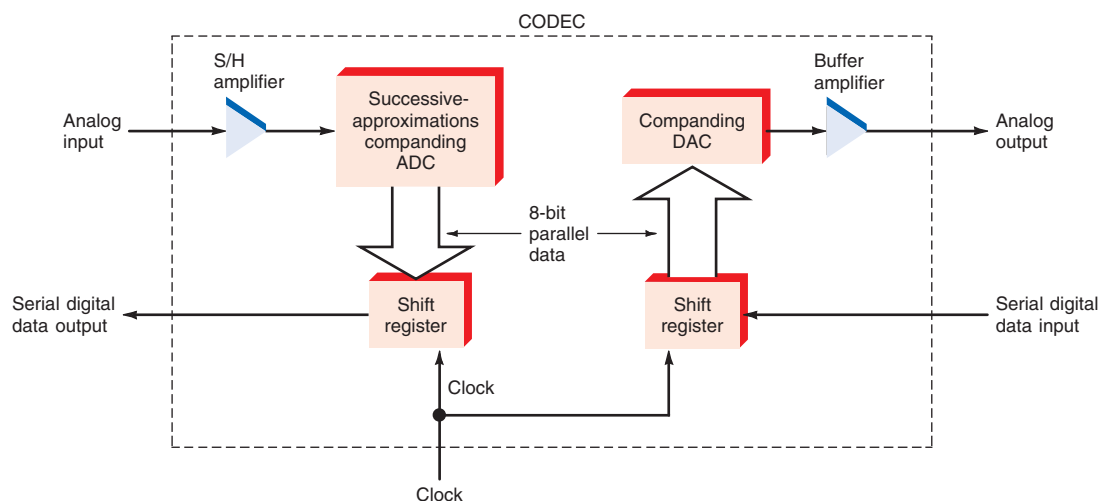 CODEC
S/H
amplifier
Buffer
amplifier
Analog
input
Successive-
approximations
companding
ADC
Companding
DAC
Analog
output
8-bit
parallel
data
Serial digital
data output
Shift
register
Shift
register
Serial digital
data input
Clock
Clock